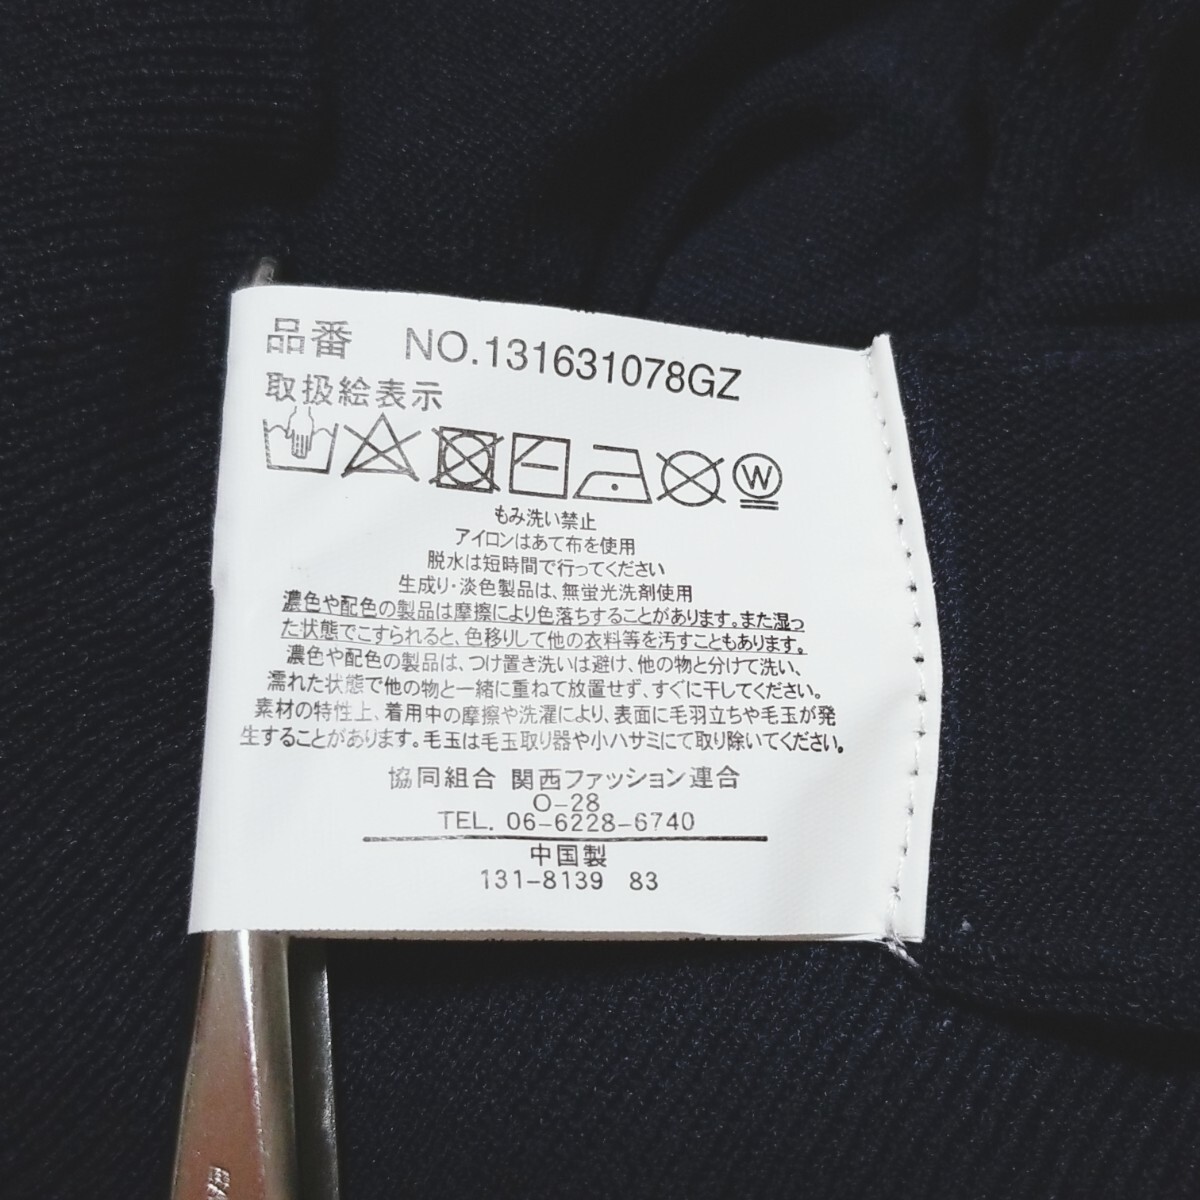 品番 NO.131631078GZ
取扱絵表示
W
もみ洗い禁止
アイロンはあて布を使用
脱水は短時間で行ってください
生成り・淡色製品は、無蛍光洗剤使用
濃色や配色の製品は摩擦により色落ちすることがあります。また湿っ
た状態でこすられると、色移りして他の衣料等を汚すこともあります。
濃色や配色の製品は、つけ置き洗いは避け、他の物と分けて洗い、
濡れた状態で他の物と一緒に重ねて放置せず、すぐに干してください。
素材の特性上、着用中の摩擦や洗濯により、表面に毛羽立ちや毛玉が発
生することがあります。毛玉は毛玉取り器や小ハサミにて取り除いてください。
協同組合 関西ファッション連合
O-28
TEL. 06-6228-6740
中国製
131-8139 83